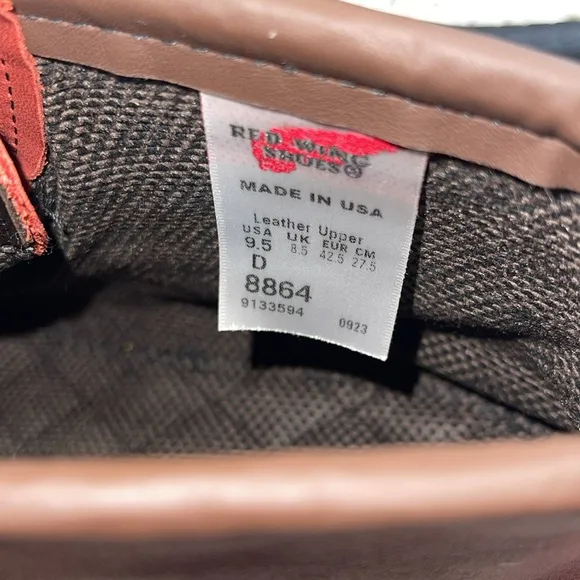 RED WING
SHOES®
MADE IN USA
Leather Upper
USA UK EUR CM
9.5 8.5 42.5 27.5
D
8864
9133594 0923